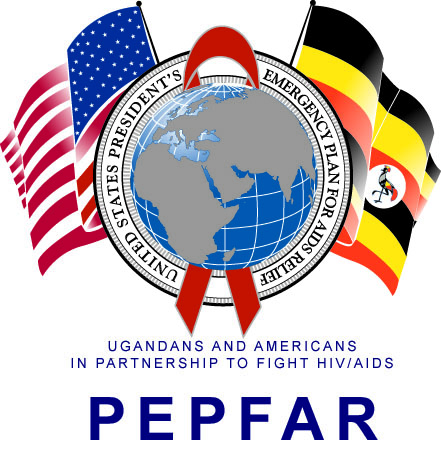 UNITED STATES PRESIDENT'S
EMERGENCY PLAN FOR AIDS RELIEF
UGANDANS AND AMERICANS
IN PARTNERSHIP TO FIGHT HIV/AIDS
PEPFAR